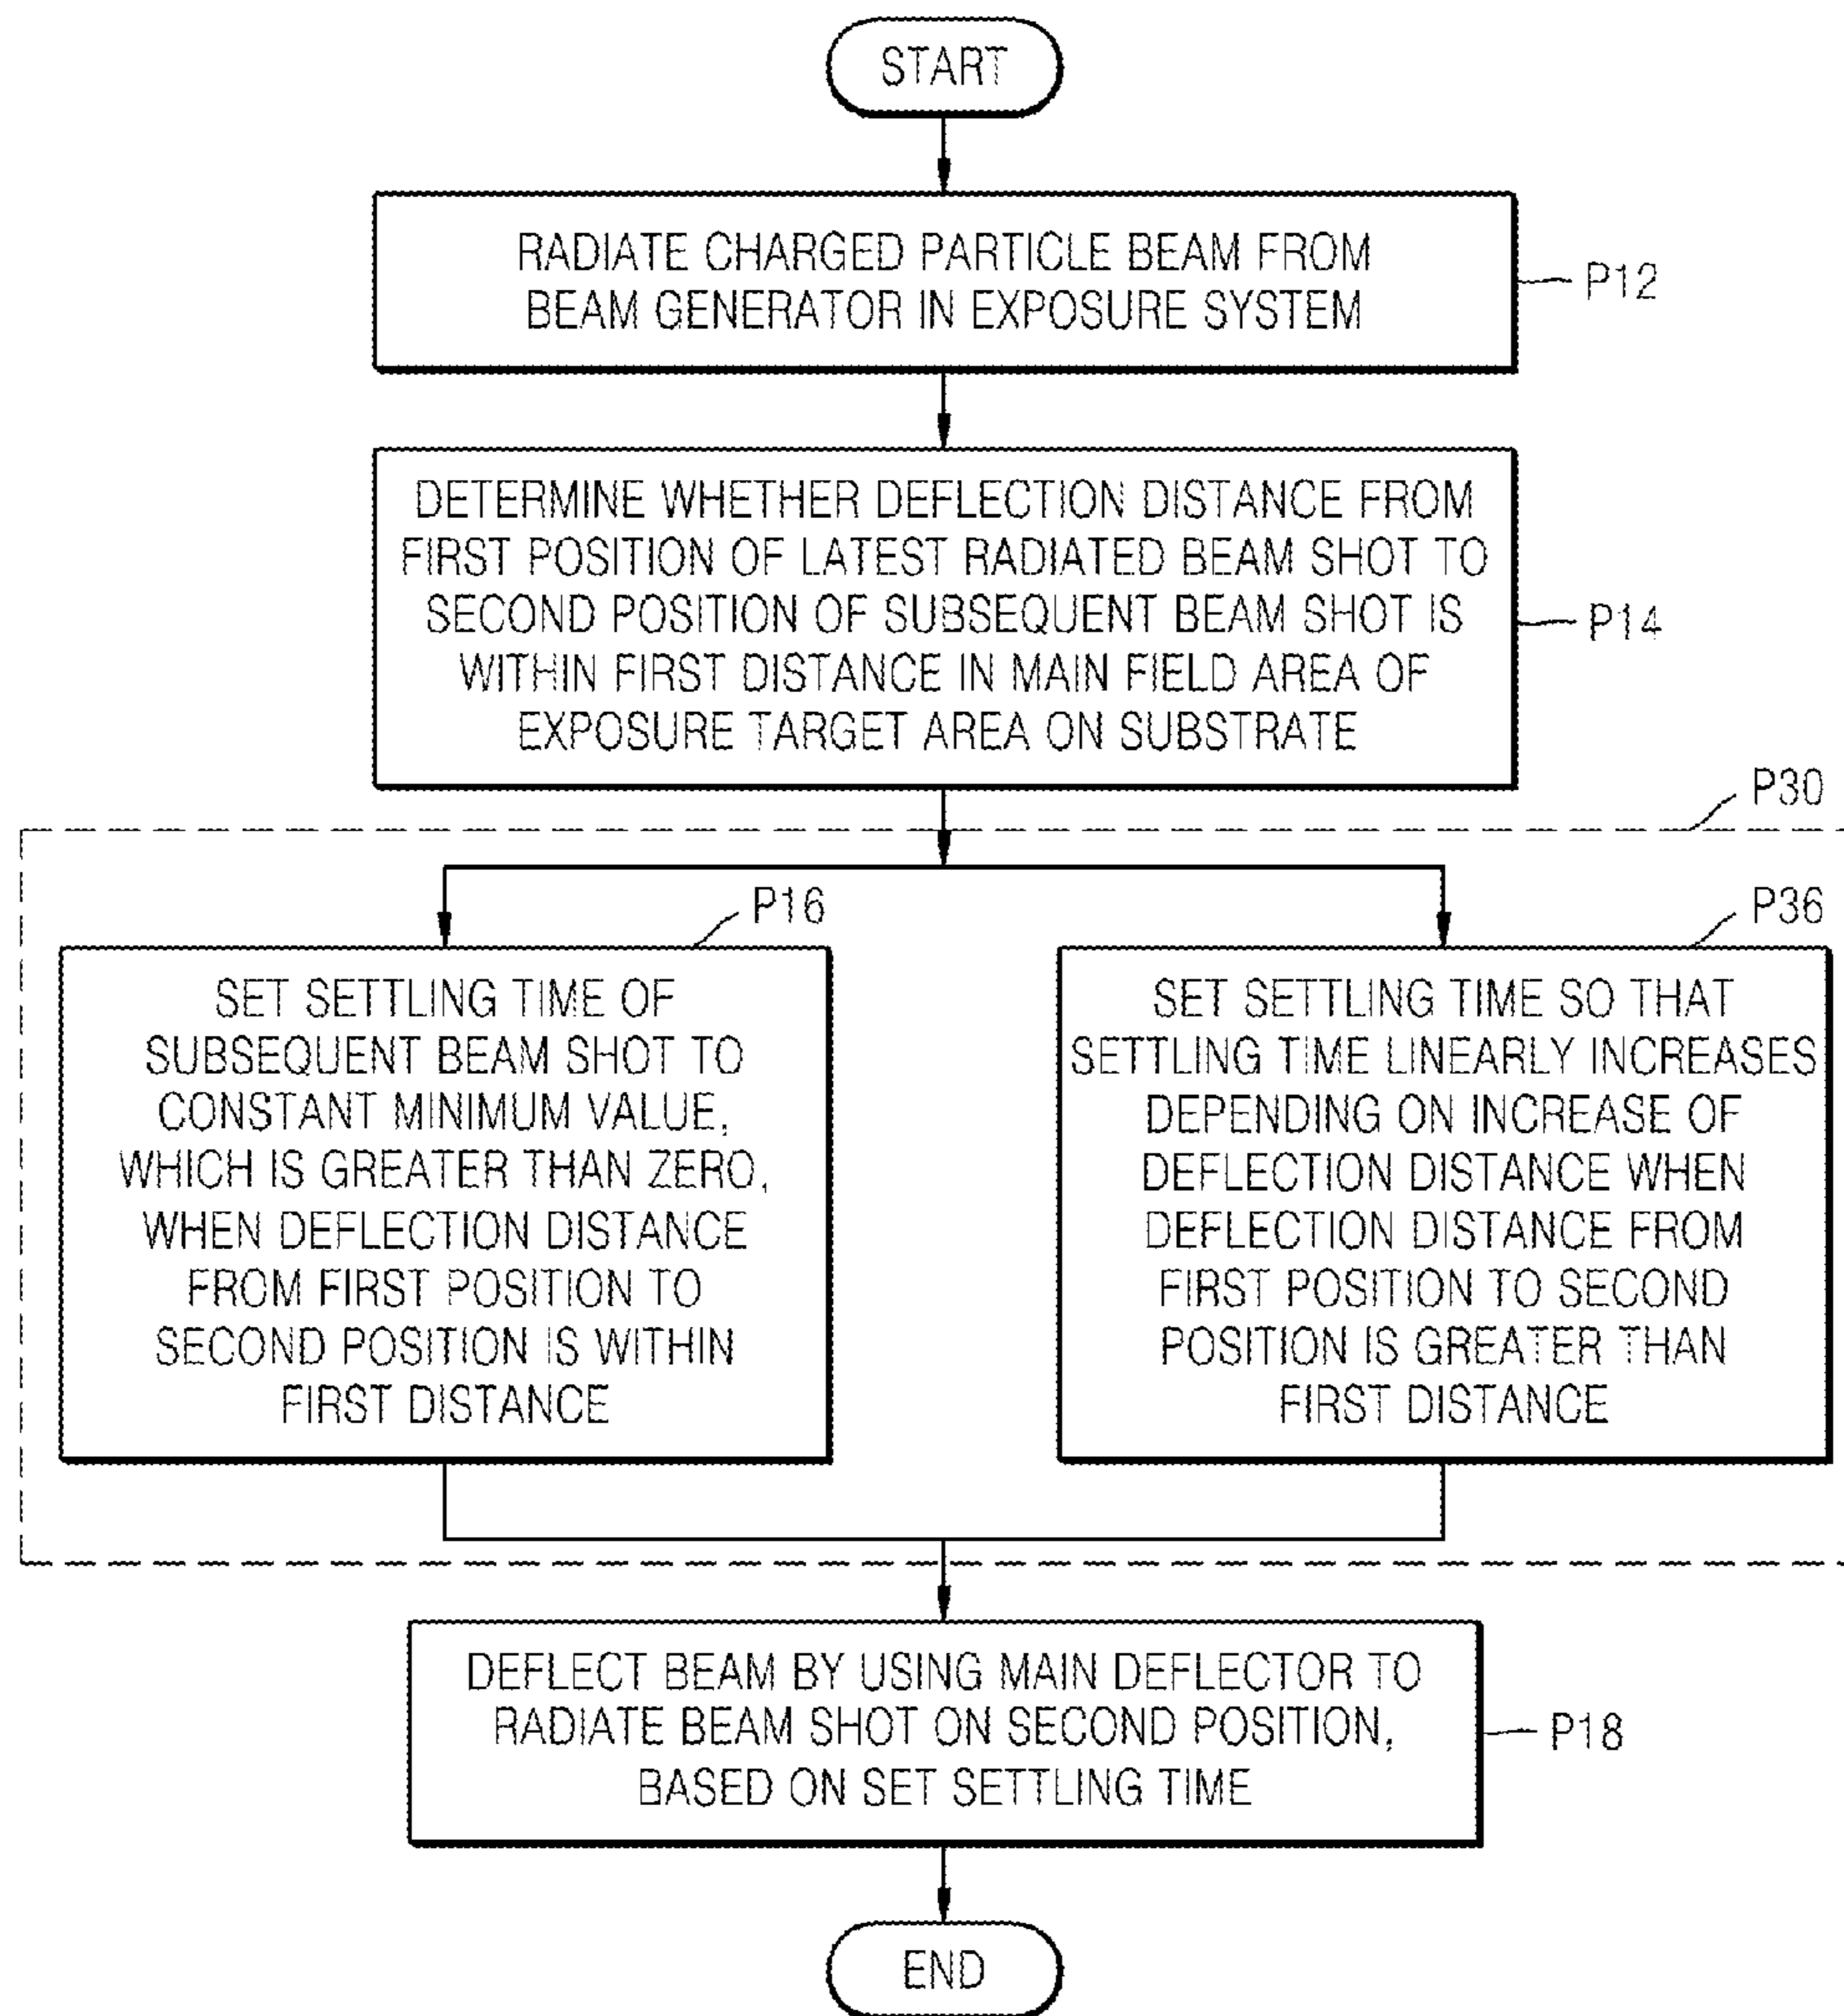 START
RADIATE CHARGED PARTICLE BEAM FROM
BEAM GENERATOR IN EXPOSURE SYSTEM
P12
DETERMINE WHETHER DEFLECTION DISTANCE FROM
FIRST POSITION OF LATEST RADIATED BEAM SHOT TO
SECOND POSITION OF SUBSEQUENT BEAM SHOT IS
WITHIN FIRST DISTANCE IN MAIN FIELD AREA OF
EXPOSURE TARGET AREA ON SUBSTRATE
P14
P30
P16
SET SETTLING TIME OF
SUBSEQUENT BEAM SHOT TO
CONSTANT MINIMUM VALUE,
WHICH IS GREATER THAN ZERO,
WHEN DEFLECTION DISTANCE
FROM FIRST POSITION TO
SECOND POSITION IS WITHIN
FIRST DISTANCE
P36
SET SETTLING TIME SO THAT
SETTLING TIME LINEARLY INCREASES
DEPENDING ON INCREASE OF
DEFLECTION DISTANCE WHEN
DEFLECTION DISTANCE FROM
FIRST POSITION TO SECOND
POSITION IS GREATER THAN
FIRST DISTANCE
DEFLECT BEAM BY USING MAIN DEFLECTOR TO
RADIATE BEAM SHOT ON SECOND POSITION,
BASED ON SET SETTLING TIME
P18
END